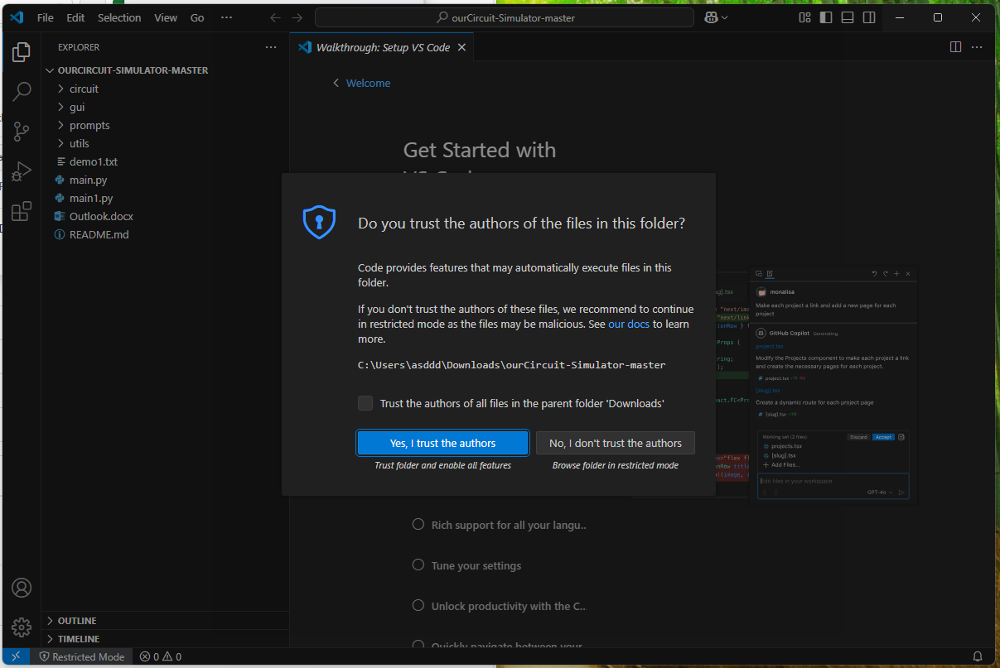 File Edit Selection View Go ···
ourCircuit-Simulator-master
EXPLORER
Walkthrough: Setup VS Code
OURCIRCUIT-SIMULATOR-MASTER
circuit
gui
prompts
utils
demo1.txt
main.py
main1.py
Outlook.docx
README.md
Welcome
Get Started with
Do you trust the authors of the files in this folder?
Code provides features that may automatically execute files in this
folder.
If you don't trust the authors of these files, we recommend to continue
in restricted mode as the files may be malicious. See our docs to learn
more.
C:\Users\asddd\Downloads\ourCircuit-Simulator-master
Trust the authors of all files in the parent folder 'Downloads'
Yes, I trust the authors
No, I don't trust the authors
Trust folder and enable all features
Browse folder in restricted mode
monalisa
Make each project a link and add a new page for each
project
GitHub Copilot Generating.
project.tsx
Modify the Projects component to make each project a link
and create the necessary pages for each project.
# project.tsx
[slug].tsx
Create a dynamic route for each project page
# [slug].tsx
Working set (2 files)
Discard
Accept
projects.tsx
[slug].tsx
Add Files...
Edit files in your workspace
GPT-4o
Rich support for all your langu..
Tune your settings
Unlock productivity with the C..
Quickly navigate between your
OUTLINE
TIMELINE
Restricted Mode
0
0